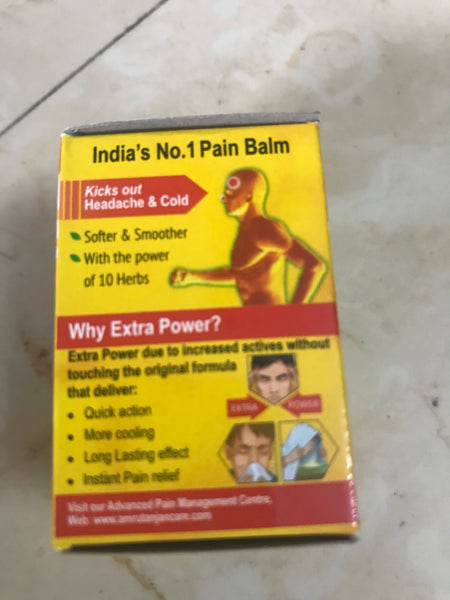 India's No.1 Pain Balm
Kicks out
Headache & Cold
Softer & Smoother
With the power
of 10 Herbs
Why Extra Power?
Extra Power due to increased actives without
touching the original formula
that deliver:
• Quick action
• More cooling
• Long Lasting effect
• Instant Pain relief
EXTRA POWER
Visit our Advanced Pain Management Centre,
Web: www.amrutanjancare.com